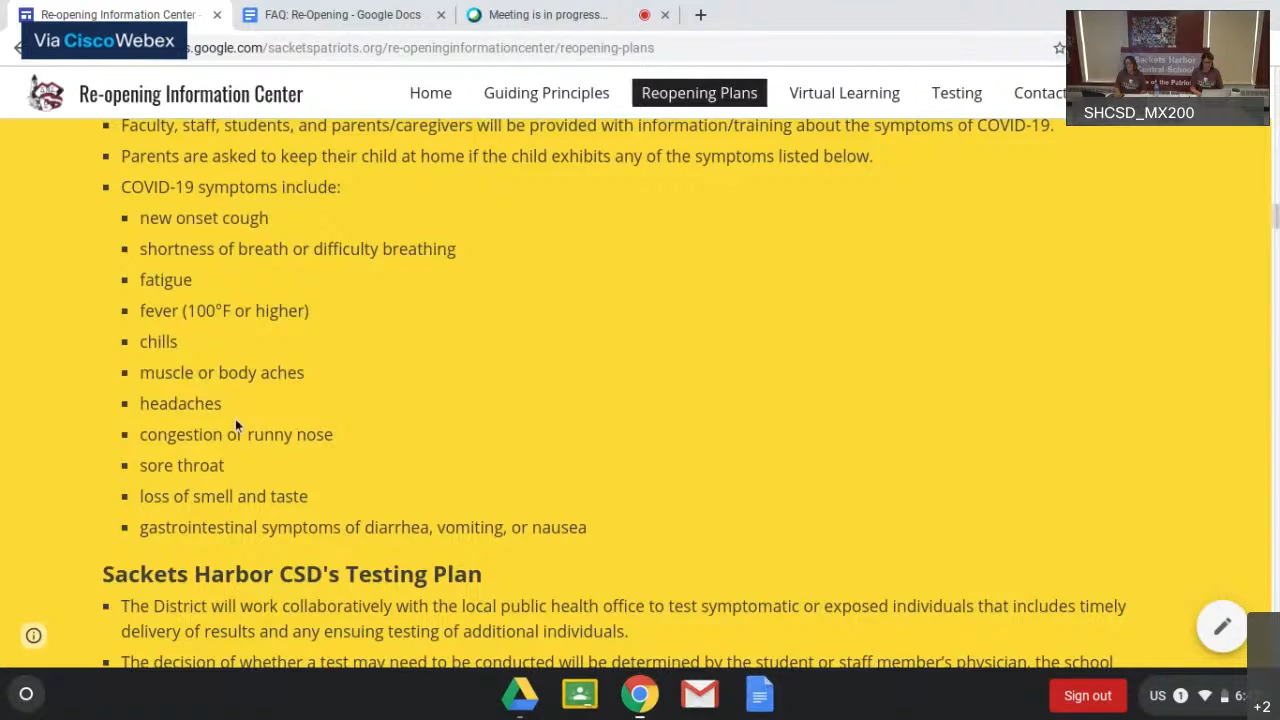 Re-opening Information Center -
FAQ: Re-Opening - Google Docs
Meeting is in progress...
Via CiscoWebex
s.google.com/sacketspatriots.org/re-openinginformationcenter/reopening-plans
Re-opening Information Center
Guiding Principles
Reopening Plans
Virtual Learning
Testing
Contact
Sackets Harbor
Central School
SHCSD_MX200
Faculty, staff, students, and parents/caregivers will be provided with information/training about the symptoms of COVID-19.
Parents are asked to keep their child at home if the child exhibits any of the symptoms listed below.
COVID-19 symptoms include:
new onset cough
shortness of breath or difficulty breathing
fatigue
fever (100°F or higher)
chills
muscle or body aches
headaches
congestion or runny nose
sore throat
loss of smell and taste
gastrointestinal symptoms of diarrhea, vomiting, or nausea
Sackets Harbor CSD's Testing Plan
The District will work collaboratively with the local public health office to test symptomatic or exposed individuals that includes timely
delivery of results and any ensuing testing of additional individuals.
The decision of whether a test may need to be conducted will be determined by the student or staff member's physician, the school
Sign out
US 1
+2